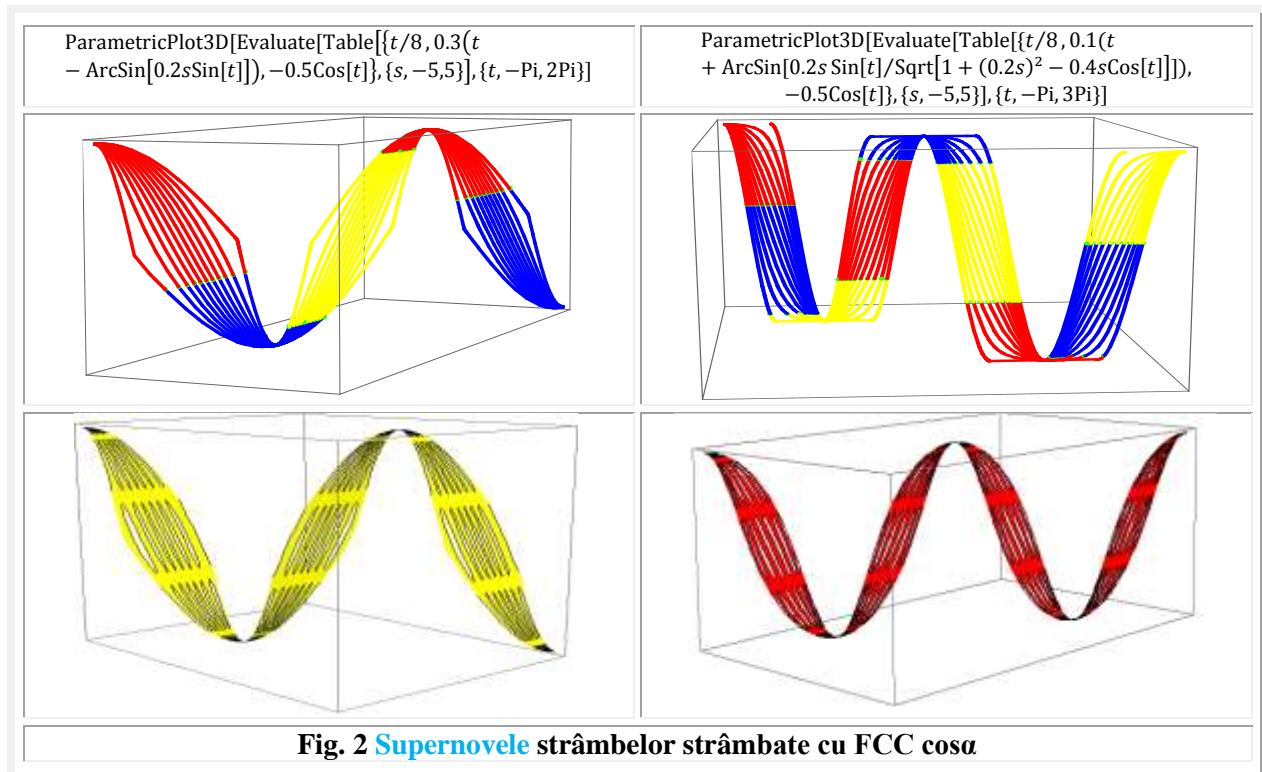 ParametricPlot3D[Evaluate[Table[{t/8 , 0.3(t
− ArcSin[0.2sSin[t]]), −0.5Cos[t]}, {s, −5,5}], {t, −Pi, 2Pi}]
ParametricPlot3D[Evaluate[Table[{t/8 , 0.1(t
+ ArcSin[0.2s Sin[t]/Sqrt[1 + (0.2s)² − 0.4sCos[t]]]),
−0.5Cos[t]}, {s, −5,5}], {t, −Pi, 3Pi}]
Fig. 2 Supernovele strâmbelor strâmbate cu FCC cosα